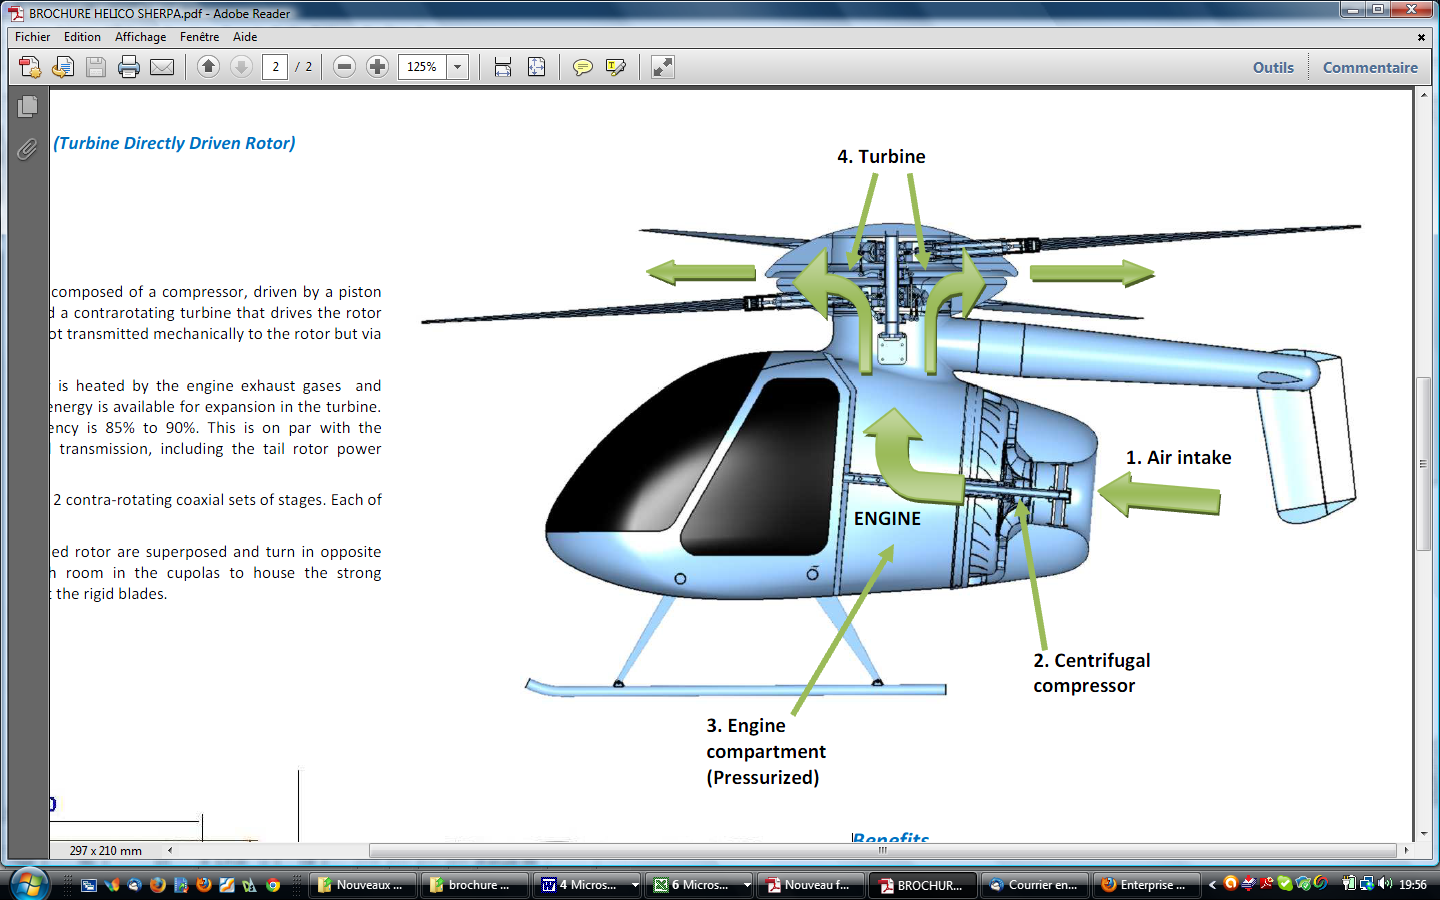 BROCHURE HELICO SHERPA.pdf - Adobe Reader
Fichier Edition Affichage Fenêtre Aide
2 / 2 125% Outils Commentaire
(Turbine Directly Driven Rotor)
4. Turbine
composed of a compressor, driven by a piston
d a contrarotating turbine that drives the rotor
ot transmitted mechanically to the rotor but via
is heated by the engine exhaust gases and
energy is available for expansion in the turbine.
ency is 85% to 90%. This is on par with the
transmission, including the tail rotor power
2 contra-rotating coaxial sets of stages. Each of
ed rotor are superposed and turn in opposite
h room in the cupolas to house the strong
t the rigid blades.
1. Air intake
ENGINE
2. Centrifugal
compressor
3. Engine
compartment
(Pressurized)
Benefits
297 x 210 mm
Nouveaux ... brochure ... 4 Micros... 6 Micros... Nouveau f... BROCHUR... Courrier en... Enterprise ... 19:56